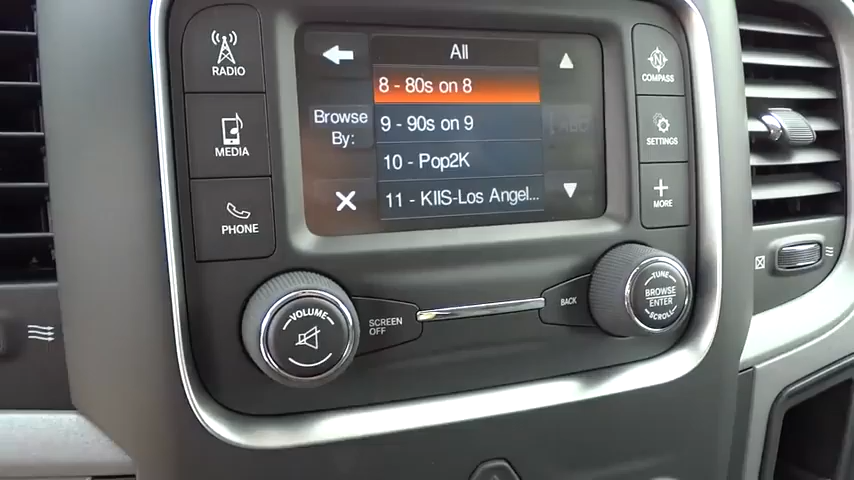 RADIO
MEDIA
PHONE
All
Browse
By:
8 - 80s on 8
9 - 90s on 9
10 - Pop2K
11 - KIIS-Los Angel...
ABC
N
COMPASS
SETTINGS
MORE
VOLUME
SCREEN
OFF
BACK
TUNE
BROWSE
ENTER
SCROLL